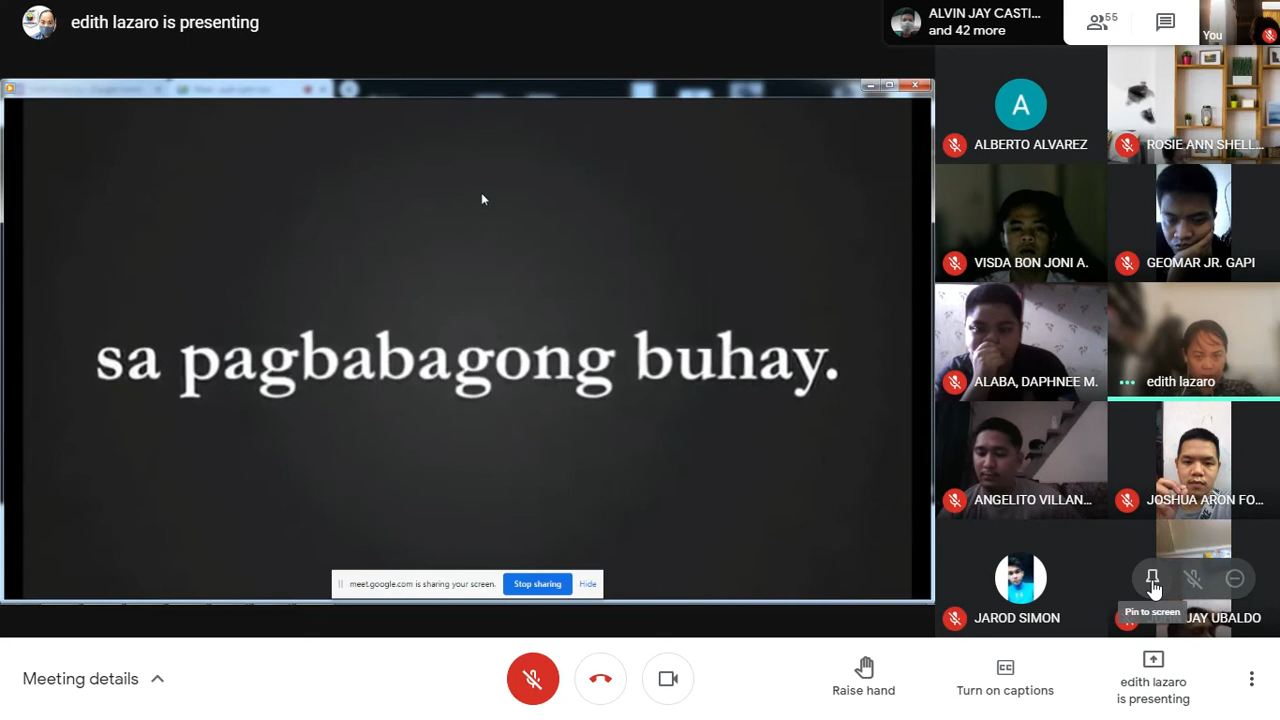 edith lazaro is presenting
ALVIN JAY CASTI...
and 42 more
55
You
A
ALBERTO ALVAREZ
ROSIE ANN SHELL...
VISDA BON JONI A.
GEOMAR JR. GAPI
sa pagbabagong buhay.
ALABA, DAPHNEE M.
edith lazaro
ANGELITO VILLAN...
JOSHUA ARON FO...
meet.google.com is sharing your screen.
Stop sharing
Hide
JAROD SIMON
Pin to screen
JAY UBALDO
Meeting details
Raise hand
Turn on captions
edith lazaro
is presenting